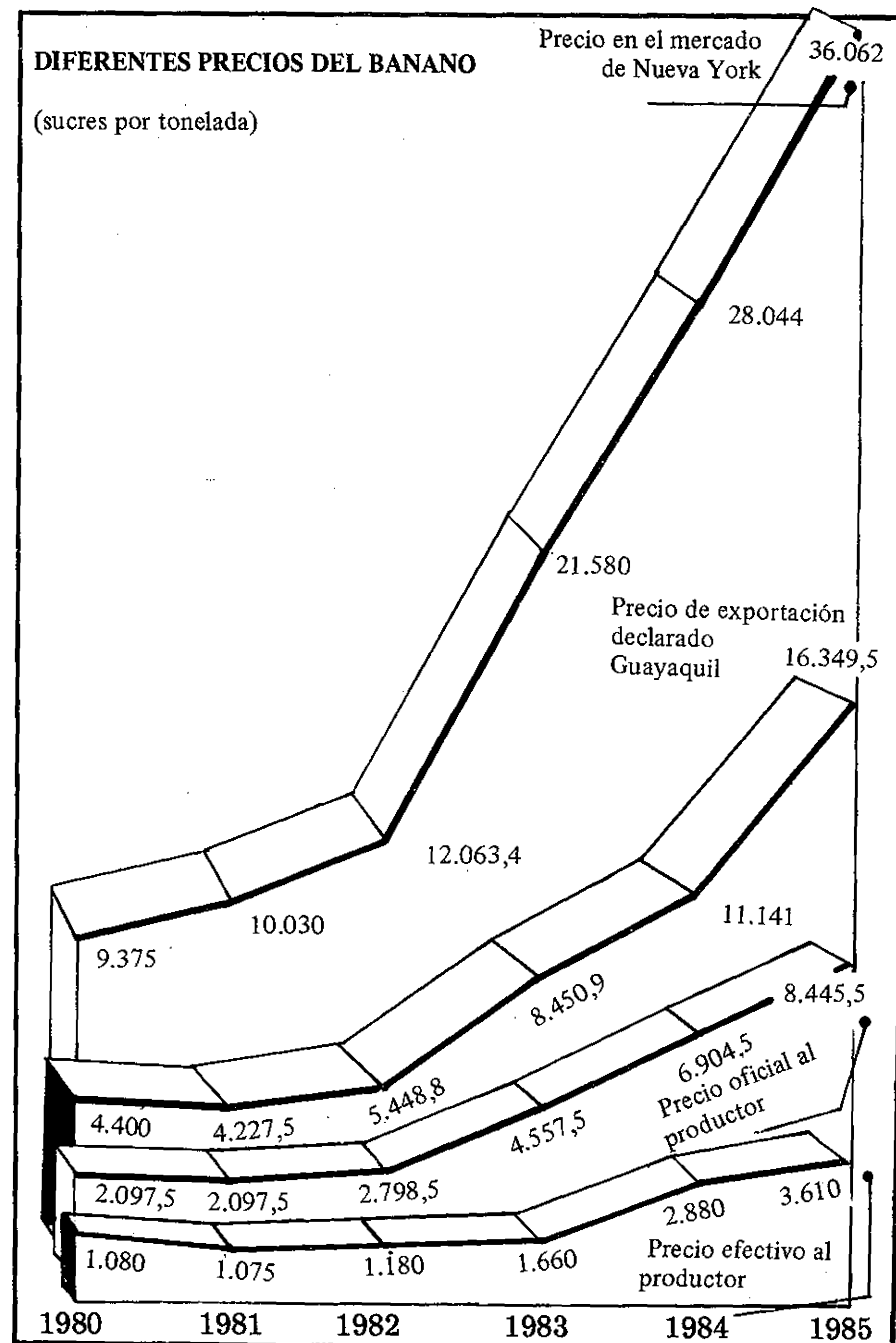 DIFERENTES PRECIOS DEL BANANO
(sucres por tonelada)
Precio en el mercado
de Nueva York
36.062
28.044
21.580
Precio de exportación
declarado
Guayaquil
16.349,5
12.063,4
10.030
9.375
11.141
8.450,9
8.445,5
6.904,5
Precio oficial al
productor
4.400
4.227,5
5.448,8
4.557,5
2.097,5
2.097,5
2.798,5
3.610
2.880
1.080
1.075
1.180
1.660
Precio efectivo al
productor
1980 1981 1982 1983 1984 1985